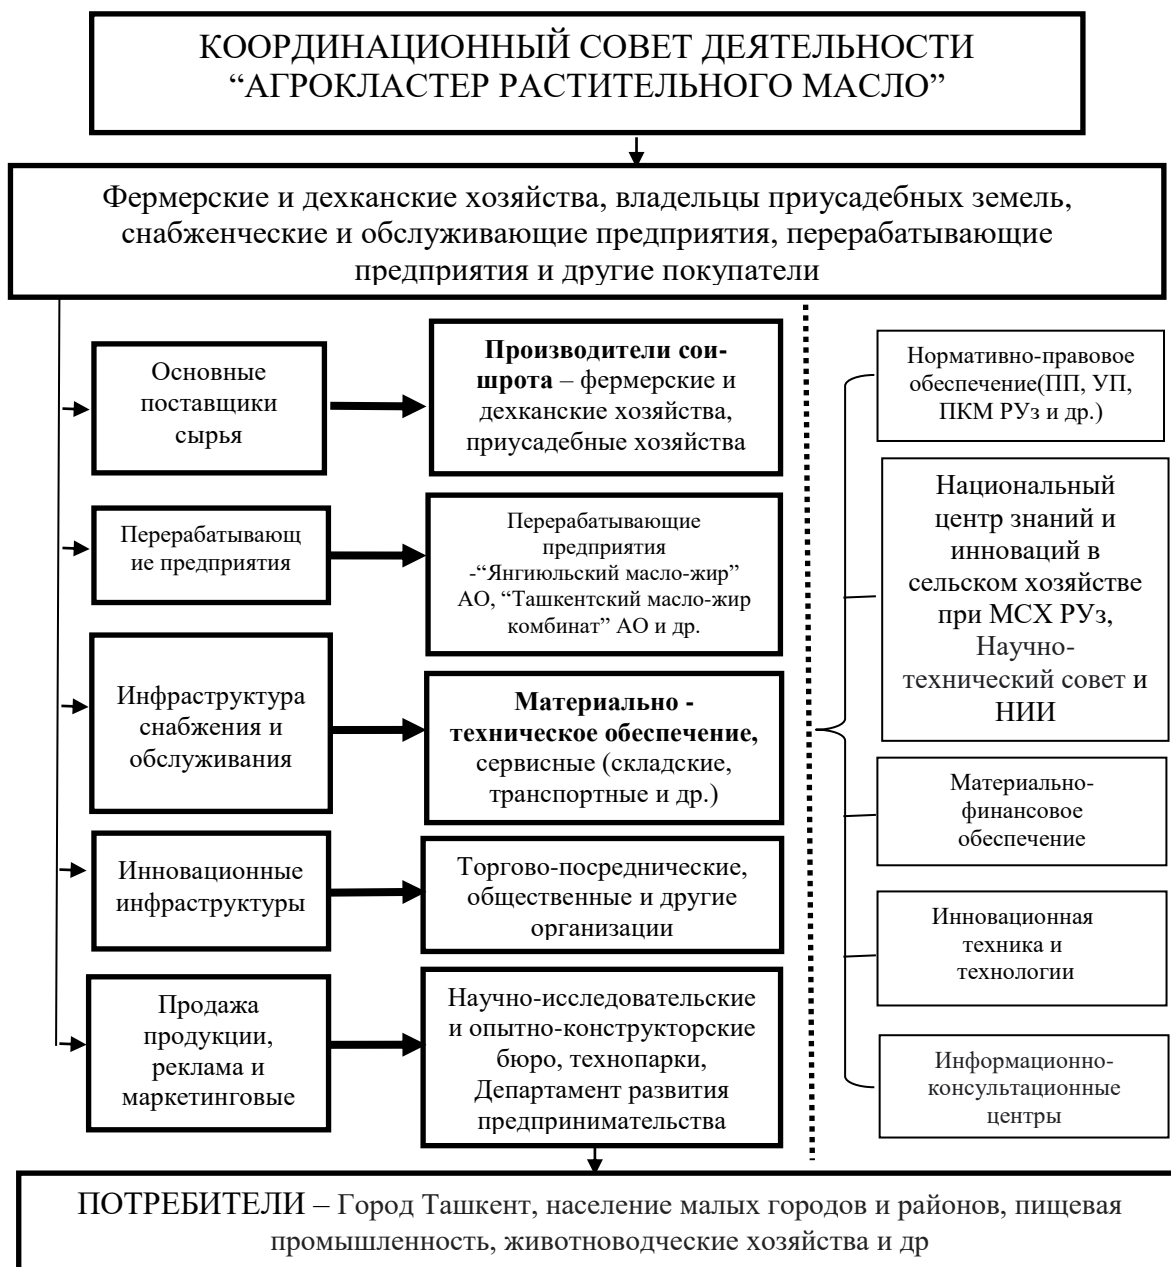 КООРДИНАЦИОННЫЙ СОВЕТ ДЕЯТЕЛЬНОСТИ
“АГРОКЛАСТЕР РАСТИТЕЛЬНОГО МАСЛО”
Фермерские и дехканские хозяйства, владельцы приусадебных земель,
снабженческие и обслуживающие предприятия, перерабатывающие
предприятия и другие покупатели
Основные
поставщики
сырья
Производители сои-
шрота – фермерские и
дехканские хозяйства,
приусадебные хозяйства
Перерабатывающ
ие предприятия
Перерабатывающие
предприятия
-“Янгиюльский масло-жир”
АО, “Ташкентский масло-жир
комбинат” АО и др.
Инфраструктура
снабжения и
обслуживания
Материально -
техническое обеспечение,
сервисные (складские,
транспортные и др.)
Инновационные
инфраструктуры
Торгово-посреднические,
общественные и другие
организации
Продажа
продукции,
реклама и
маркетинговые
Научно-исследовательские
и опытно-конструкторские
бюро, технопарки,
Департамент развития
предпринимательства
Нормативно-правовое
обеспечение(ПП, УП,
ПКМ РУз и др.)
Национальный
центр знаний и
инноваций в
сельском хозяйстве
при МСХ РУз,
Научно-
технический совет и
НИИ
Материально-
финансовое
обеспечение
Инновационная
техника и
технологии
Информационно-
консультационные
центры
ПОТРЕБИТЕЛИ – Город Ташкент, население малых городов и районов, пищевая
промышленность, животноводческие хозяйства и др